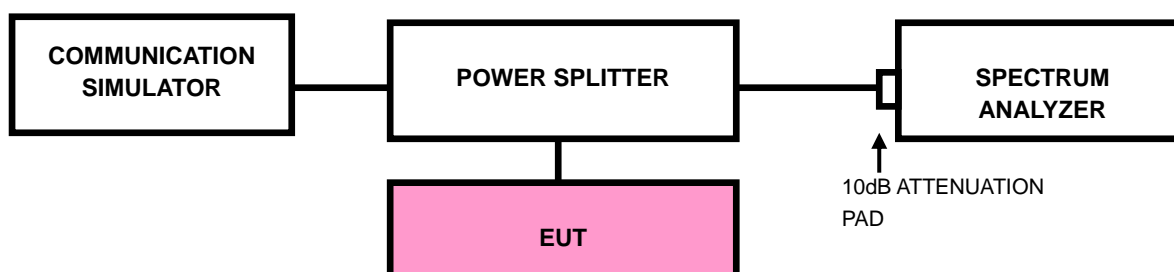 COMMUNICATION
SIMULATOR
POWER SPLITTER
SPECTRUM
ANALYZER
10dB ATTENUATION
PAD
EUT